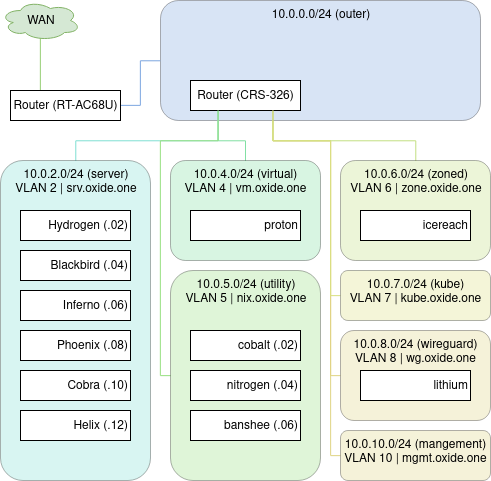 WAN
10.0.0.0/24 (outer)
Router (RT-AC68U)
Router (CRS-326)
10.0.2.0/24 (server)
VLAN 2 | srv.oxide.one
Hydrogen (.02)
Blackbird (.04)
Inferno (.06)
Phoenix (.08)
Cobra (.10)
Helix (.12)
10.0.4.0/24 (virtual)
VLAN 4 | vm.oxide.one
proton
10.0.5.0/24 (utility)
VLAN 5 | nix.oxide.one
cobalt (.02)
nitrogen (.04)
banshee (.06)
10.0.6.0/24 (zoned)
VLAN 6 | zone.oxide.one
icereach
10.0.7.0/24 (kube)
VLAN 7 | kube.oxide.one
10.0.8.0/24 (wireguard)
VLAN 8 | wg.oxide.one
lithium
10.0.10.0/24 (mangement)
VLAN 10 | mgmt.oxide.one